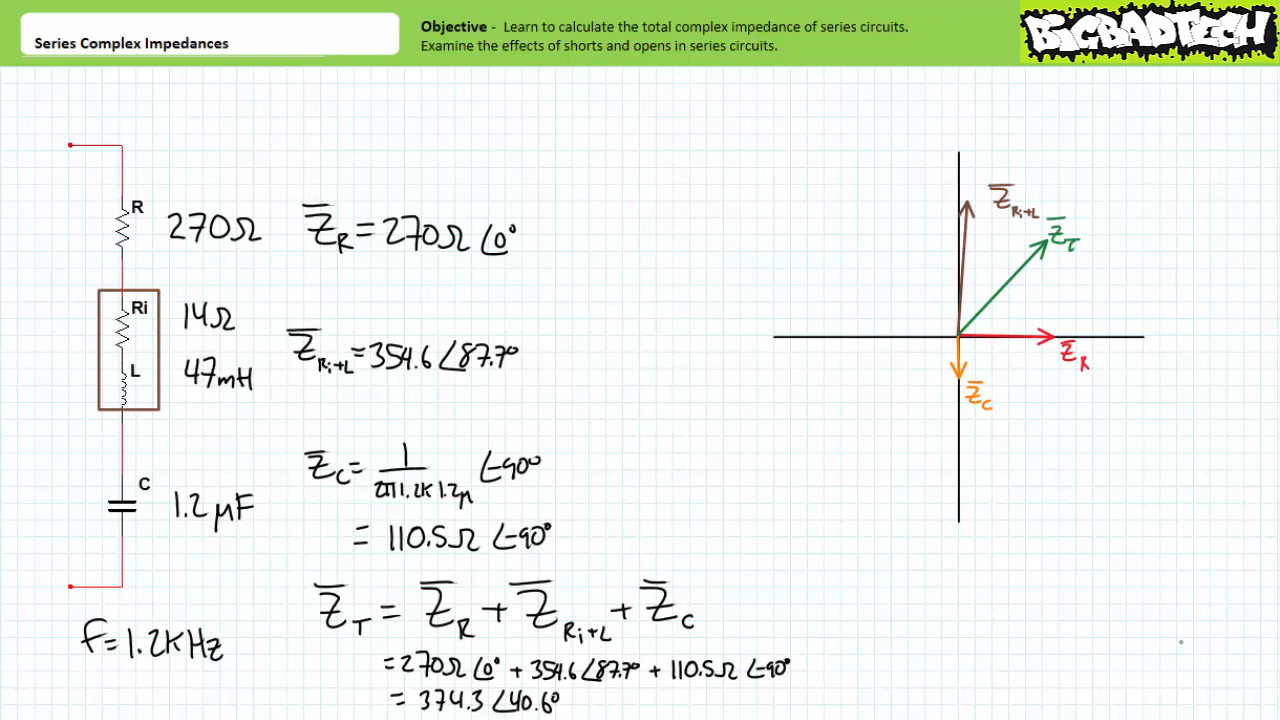 Series Complex Impedances
Objective - Learn to calculate the total complex impedance of series circuits.
Examine the effects of shorts and opens in series circuits.
BIGBADTECH
R
270Ω
Z̅R = 270Ω ∠0°
Ri
14Ω
L
47mH
Z̅Ri+L = 354.6 ∠87.7°
C
1.2μF
Z̅C = 1/(2π1.2K1.2μ) ∠-90°
= 110.5Ω ∠-90°
Z̅T = Z̅R + Z̅Ri+L + Z̅C
= 270Ω ∠0° + 354.6 ∠87.7° + 110.5Ω ∠-90°
= 374.3 ∠40.6°
F = 1.2KHz
Z̅Ri+L
Z̅T
Z̅R
Z̅C